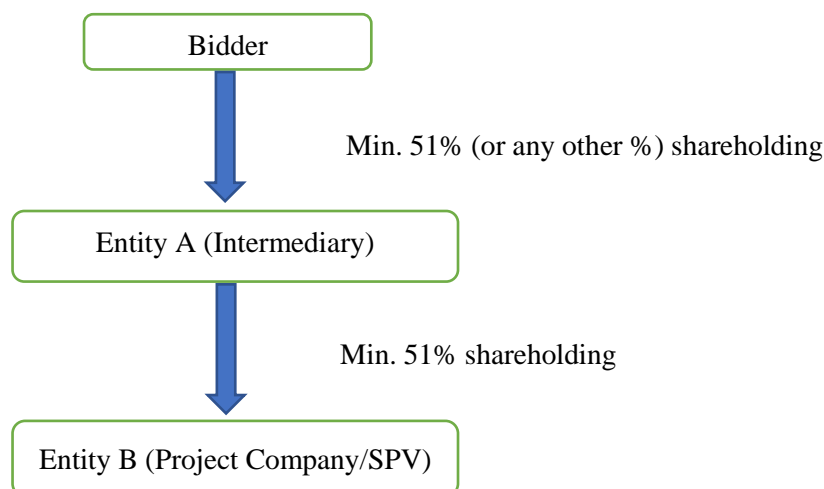 Bidder
Min. 51% (or any other %) shareholding
Entity A (Intermediary)
Min. 51% shareholding
Entity B (Project Company/SPV)